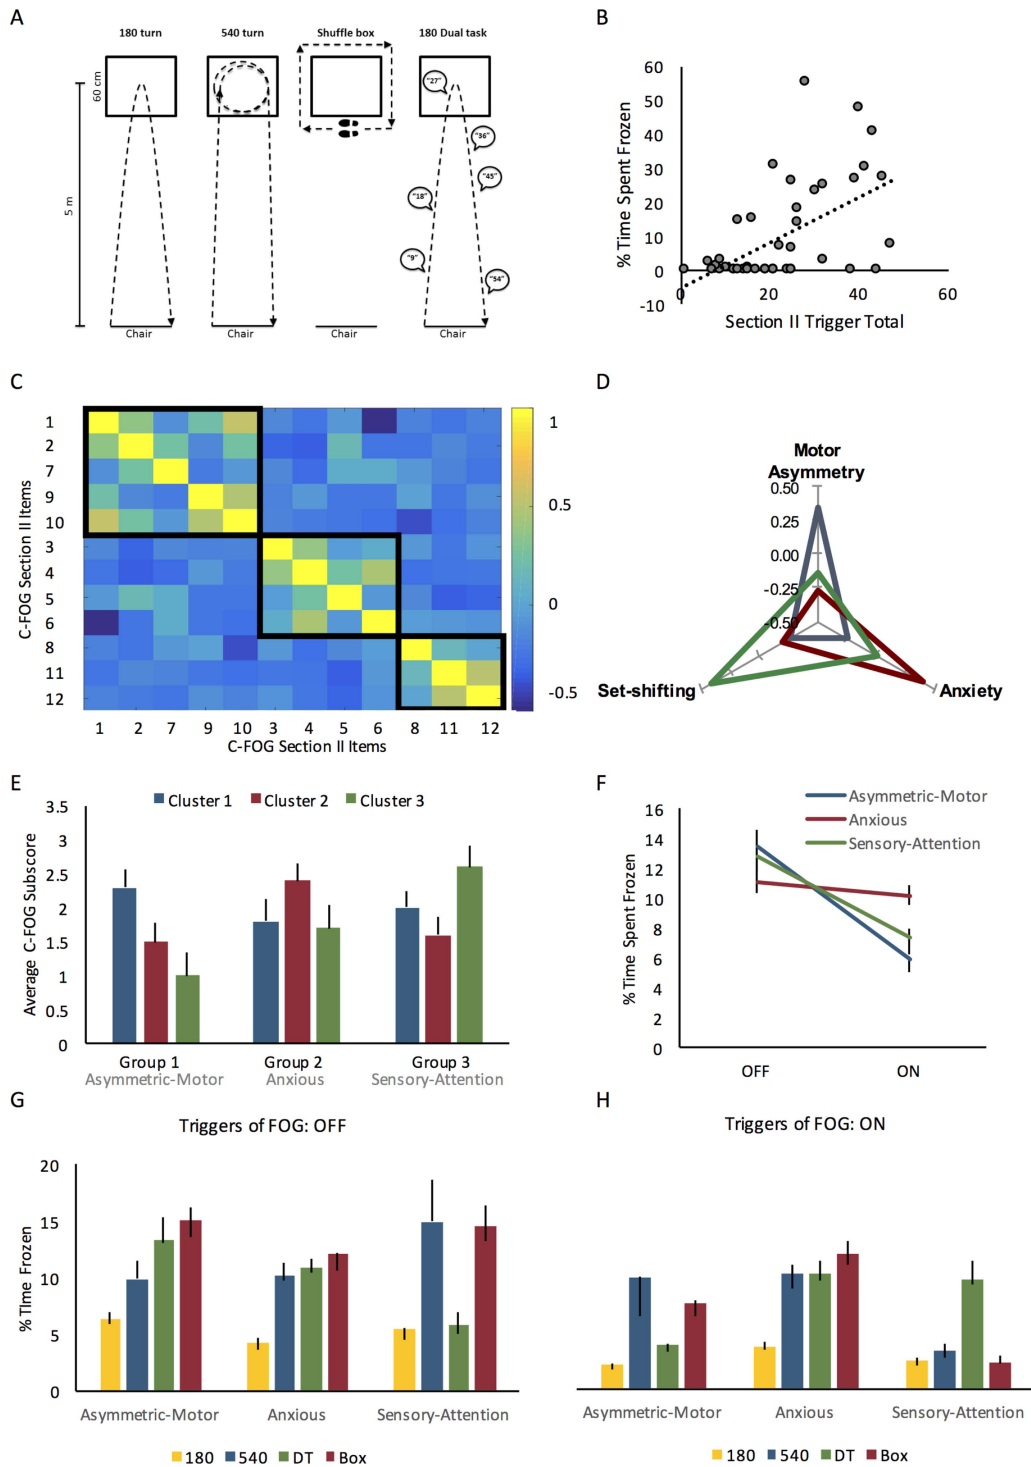 A
180 turn
540 turn
Shuffle box
180 Dual task
60 cm
5 m
"27"
"36"
"45"
"18"
"9"
"54"
Chair
Chair
Chair
Chair
B
% Time Spent Frozen
60
50
40
30
20
10
0
-10
0
20
40
60
Section II Trigger Total
C
C-FOG Section II Items
1
2
7
9
10
3
4
5
6
8
11
12
1 2 7 9 10 3 4 5 6 8 11 12
C-FOG Section II Items
1
0.5
0
-0.5
D
Motor
Asymmetry
0.50
0.25
0.00
-0.25
-0.50
Set-shifting
Anxiety
E
Cluster 1 Cluster 2 Cluster 3
Average C-FOG Subscore
3.5
3
2.5
2
1.5
1
0.5
0
Group 1 Group 2 Group 3
Asymmetric-Motor Anxious Sensory-Attention
F
Asymmetric-Motor
Anxious
Sensory-Attention
% Time Spent Frozen
16
14
12
10
8
6
4
2
0
OFF ON
G
Triggers of FOG: OFF
% TIme Frozen
20
15
10
5
0
Asymmetric-Motor Anxious Sensory-Attention
180 540 DT Box
H
Triggers of FOG: ON
Asymmetric-Motor Anxious Sensory-Attention
180 540 DT Box